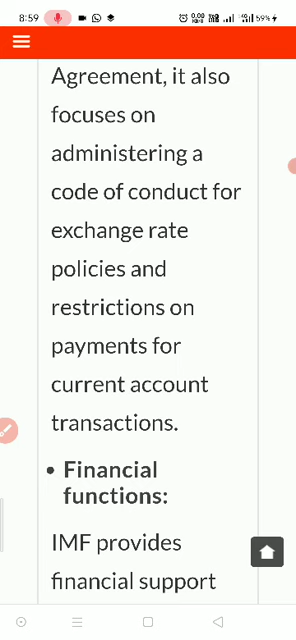 8:59
59%
Agreement, it also
focuses on
administering a
code of conduct for
exchange rate
policies and
restrictions on
payments for
current account
transactions.
• Financial
functions:
IMF provides
financial support